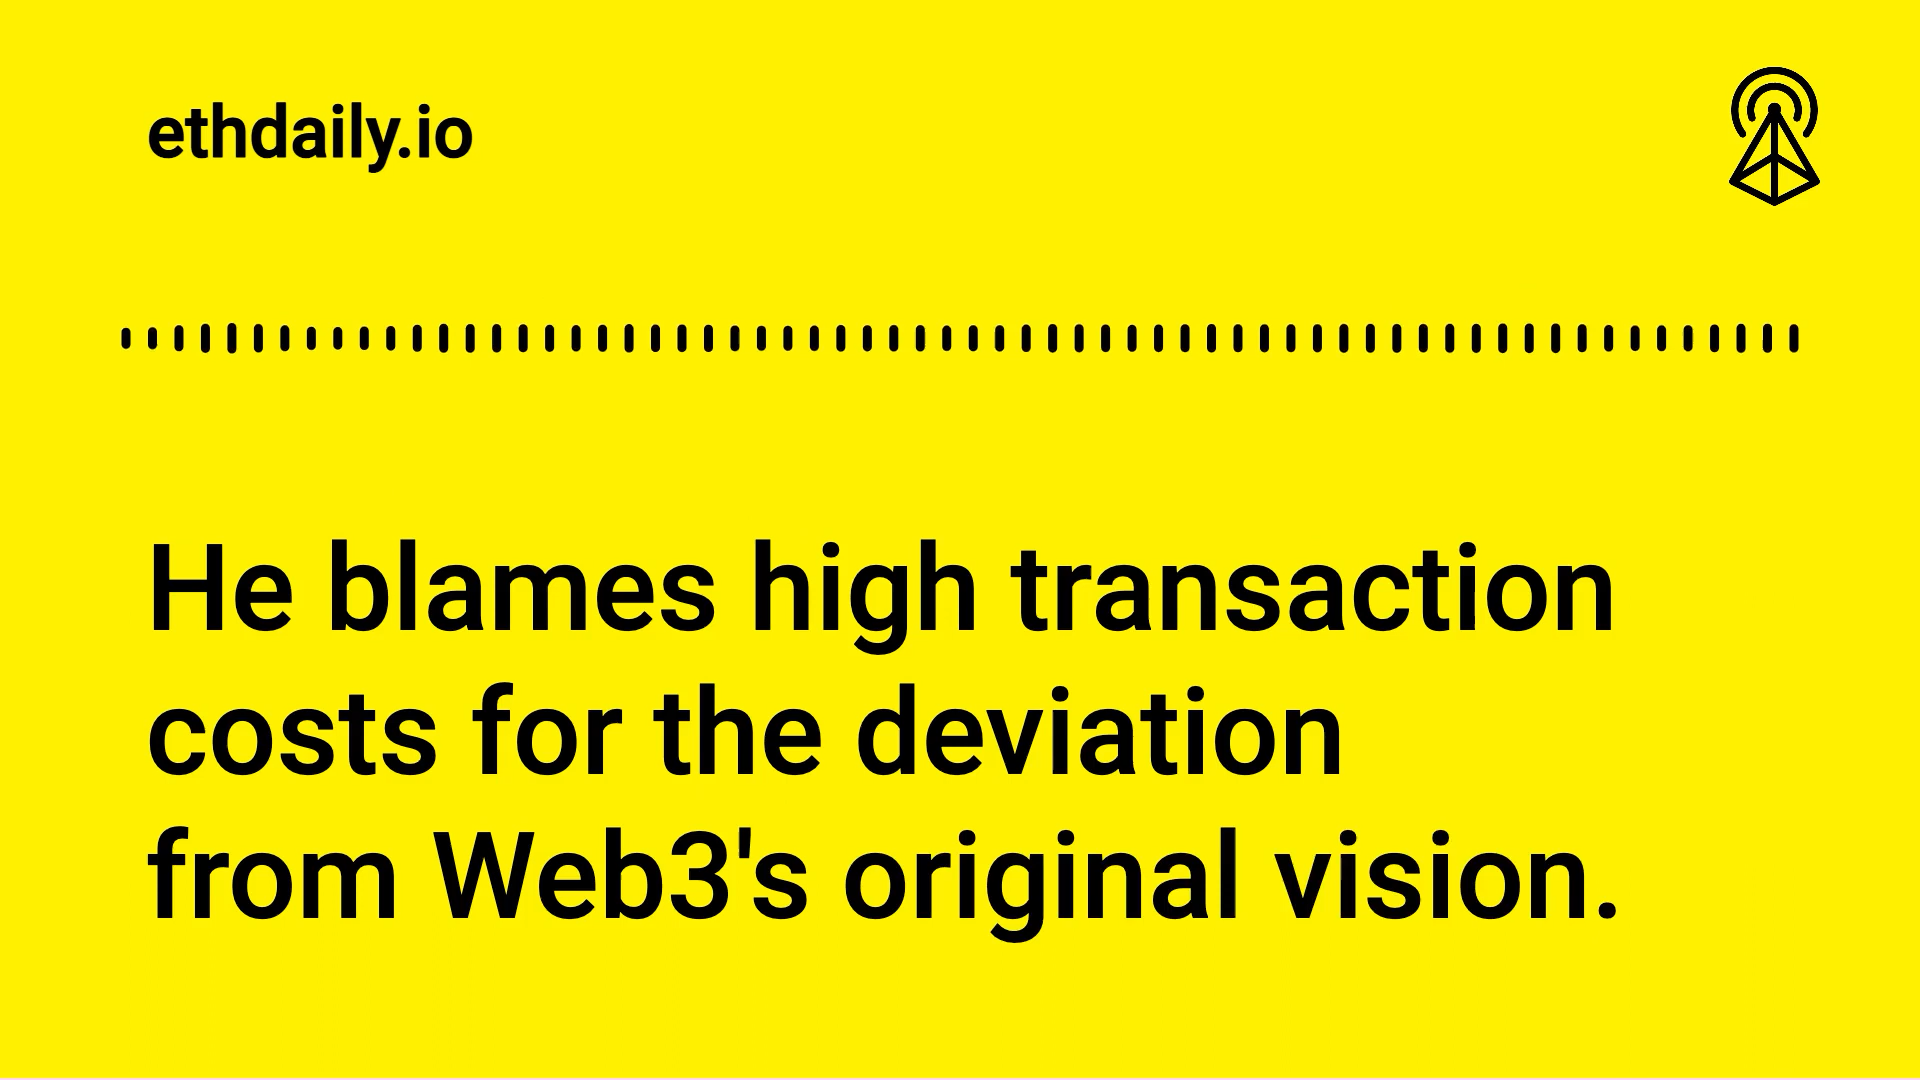 ethdaily.io
He blames high transaction
costs for the deviation
from Web3's original vision.